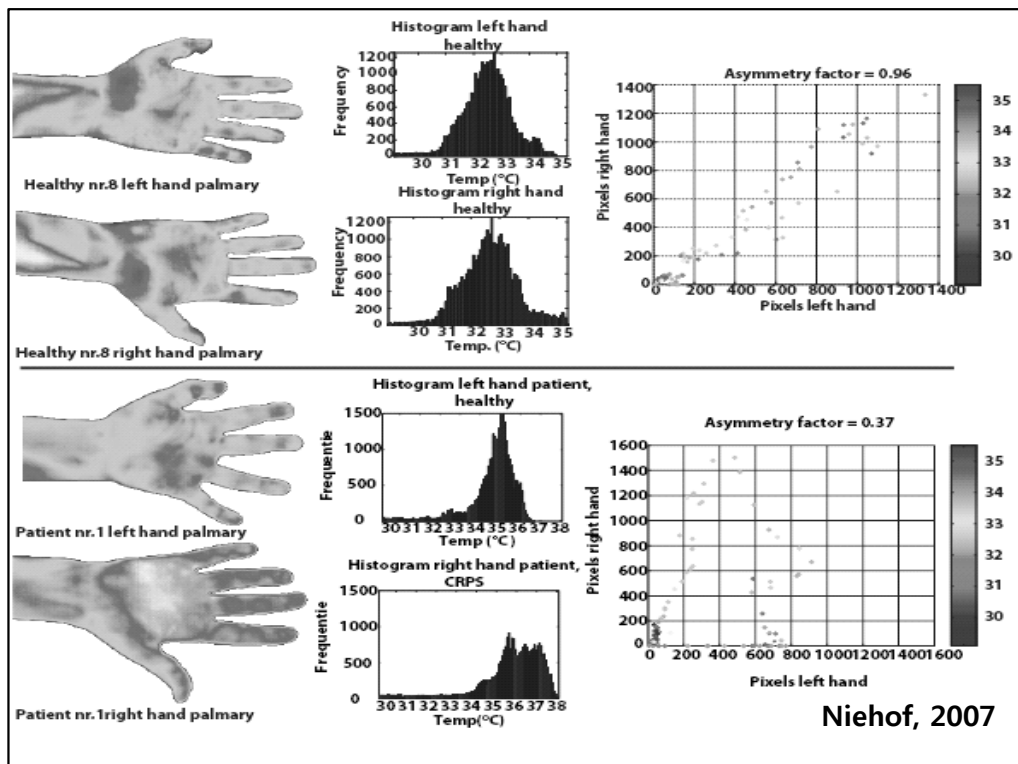 Histogram left hand
healthy
1200
1000
800
600
400
200
0
Frequency
30 31 32 33 34 35
Temp (°C)
Healthy nr.8 left hand palmary
Asymmetry factor = 0.96
1400
1200
1000
800
600
400
200
0
Pixels right hand
0 200 400 600 800 1000 1200 1400
Pixels left hand
35
34
33
32
31
30
Histogram right hand
healthy
1200
1000
800
600
400
200
0
Frequency
30 31 32 33 34 35
Temp. (°C)
Healthy nr.8 right hand palmary
Histogram left hand patient,
healthy
1500
1000
500
0
Frequentie
30 31 32 33 34 35 36 37 38
Temp (°C )
Patient nr.1 left hand palmary
Asymmetry factor = 0.37
1600
1400
1200
1000
800
600
400
200
0
Pixels right hand
0 200 400 600 800 1000 1200 1400 1600
Pixels left hand
35
34
33
32
31
30
Histogram right hand patient,
CRPS
1500
1000
500
0
Frequentie
30 31 32 33 34 35 36 37 38
Temp(°C)
Patient nr.1right hand palmary
Niehof, 2007